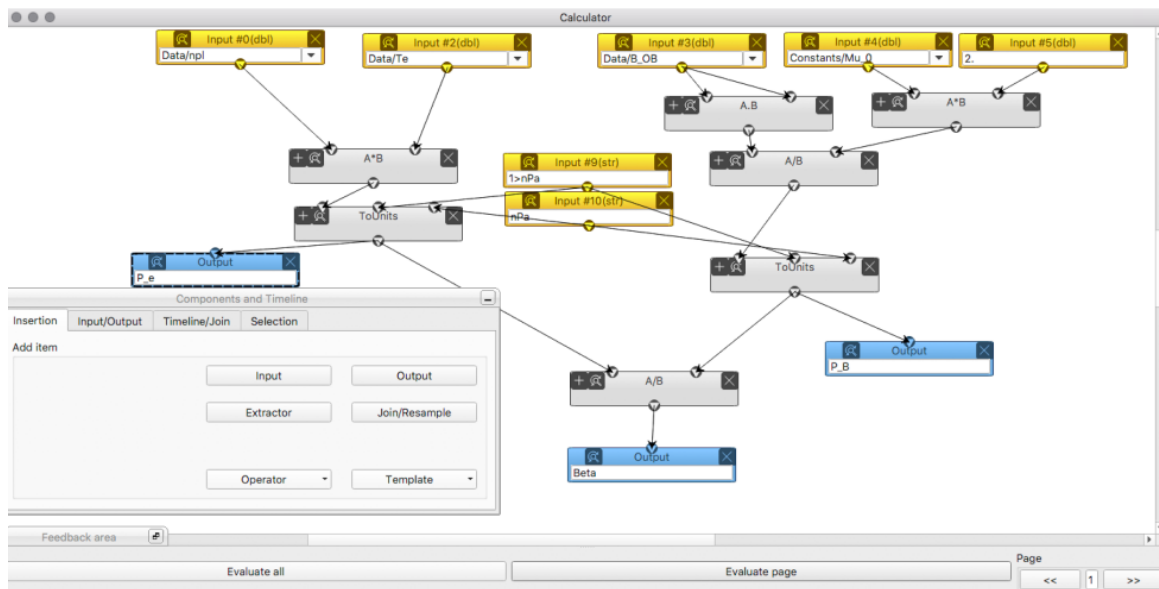 Calculator
Input #0(dbl)
Data/npl
Input #2(dbl)
Data/Te
Input #3(dbl)
Data/B_OB
Input #4(dbl)
Constants/Mu_0
Input #5(dbl)
2.
A.B
A*B
A*B
A/B
Input #9(str)
1>nPa
Input #10(str)
nPa
ToUnits
ToUnits
Output
P_e
Components and Timeline
Insertion
Input/Output
Timeline/Join
Selection
Add item
Input
Output
Extractor
Join/Resample
Operator
Template
Output
P_B
A/B
Output
Beta
Feedback area
Evaluate all
Evaluate page
Page
<<
1
>>